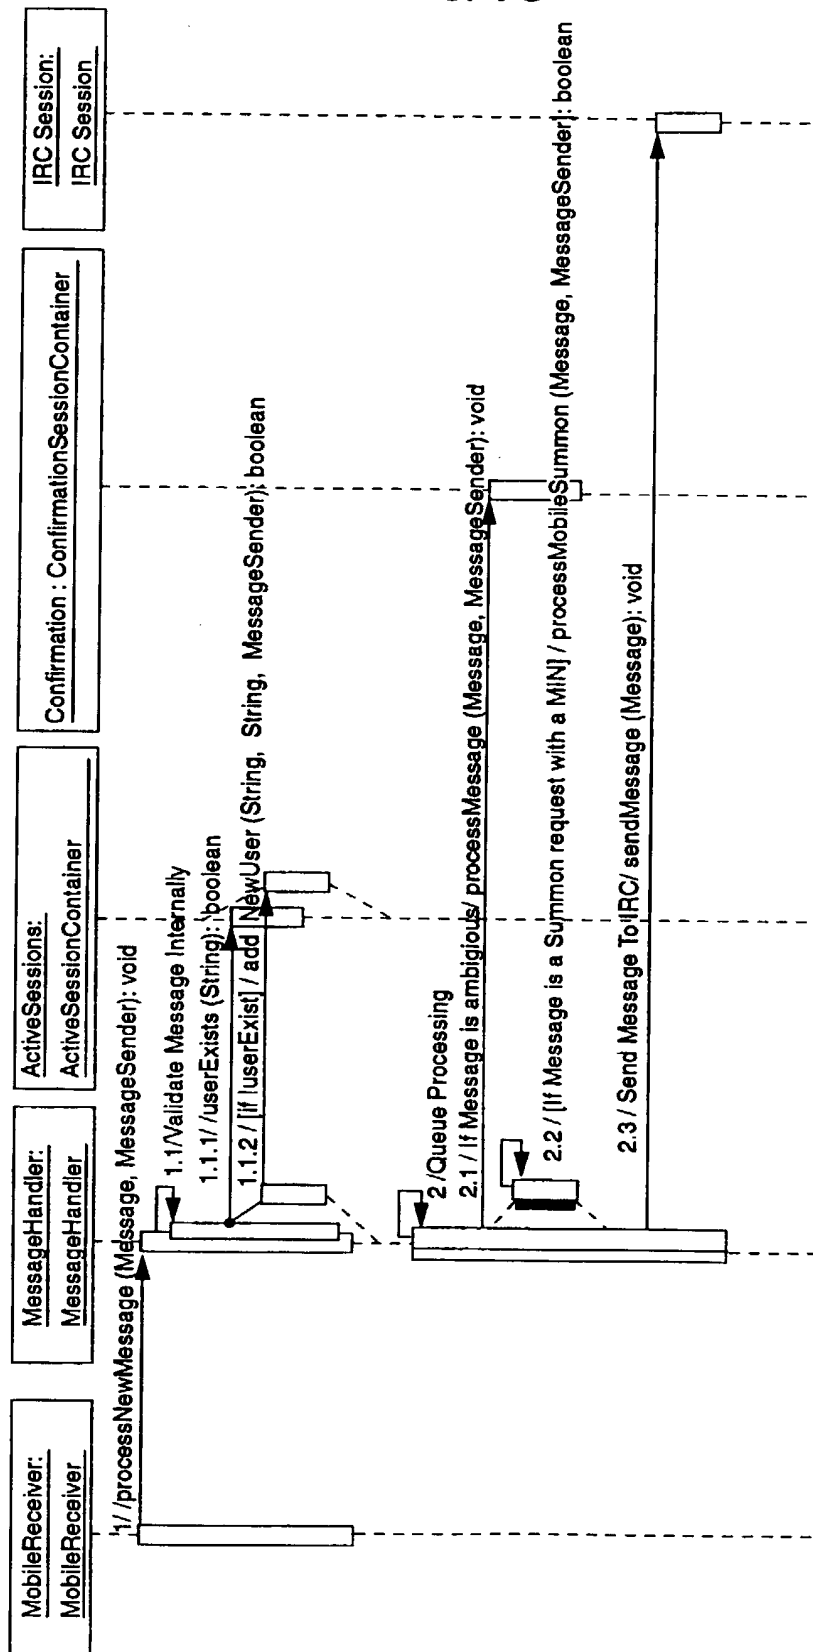 MobileReceiver:
MobileReceiver
MessageHandler:
MessageHandler
ActiveSessions:
ActiveSessionContainer
Confirmation : ConfirmationSessionContainer
IRC Session:
IRC Session
1/ /processNewMessage (Message, MessageSender): void
1.1/Validate Message Internally
1.1.1/ /userExists (String): boolean
1.1.2 / [if !userExist] / add NewUser (String, String, MessageSender): boolean
2 /Queue Processing
2.1 / If Message is ambigious/ processMessage (Message, MessageSender): void
2.2 / [If Message is a Summon request with a MIN] / processMobileSummon (Message, MessageSender): boolean
2.3 / Send Message To IRC/ sendMessage (Message): void